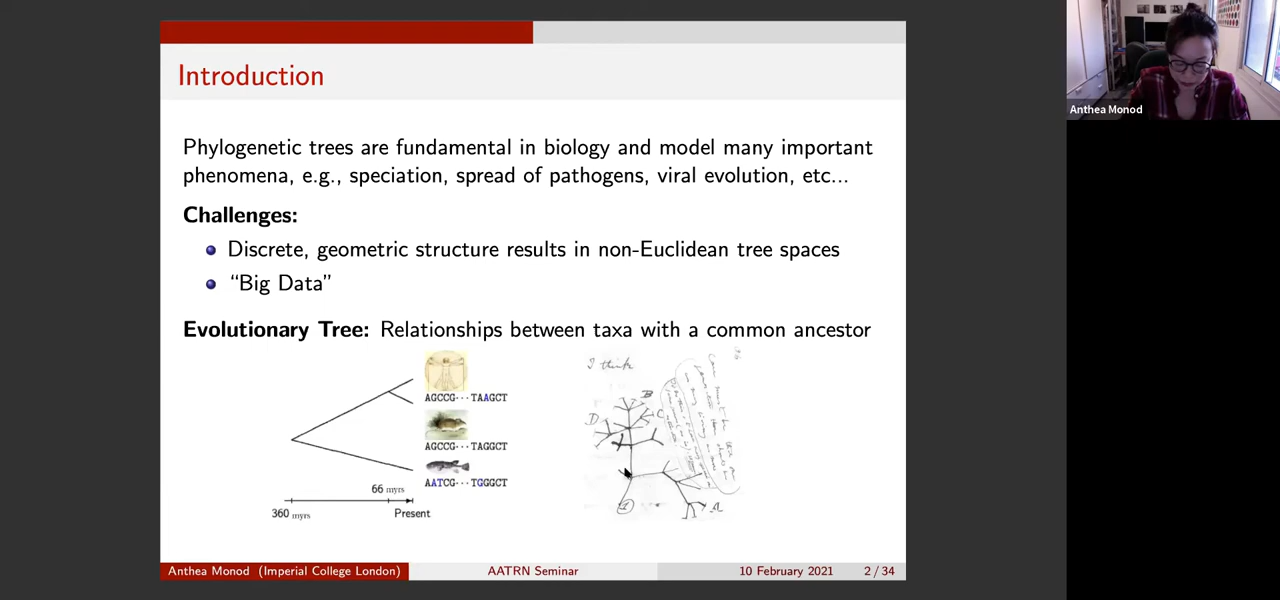 Introduction
Phylogenetic trees are fundamental in biology and model many important
phenomena, e.g., speciation, spread of pathogens, viral evolution, etc...
Challenges:
Discrete, geometric structure results in non-Euclidean tree spaces
“Big Data”
Evolutionary Tree: Relationships between taxa with a common ancestor
AGCCG··· TAAGCT
AGCCG··· TAGGCT
AATCG··· TGGGCT
66 myrs
360 myrs
Present
I think
B
D
C
1
A
Anthea Monod (Imperial College London)
AATRN Seminar
10 February 2021
2 / 34
Anthea Monod